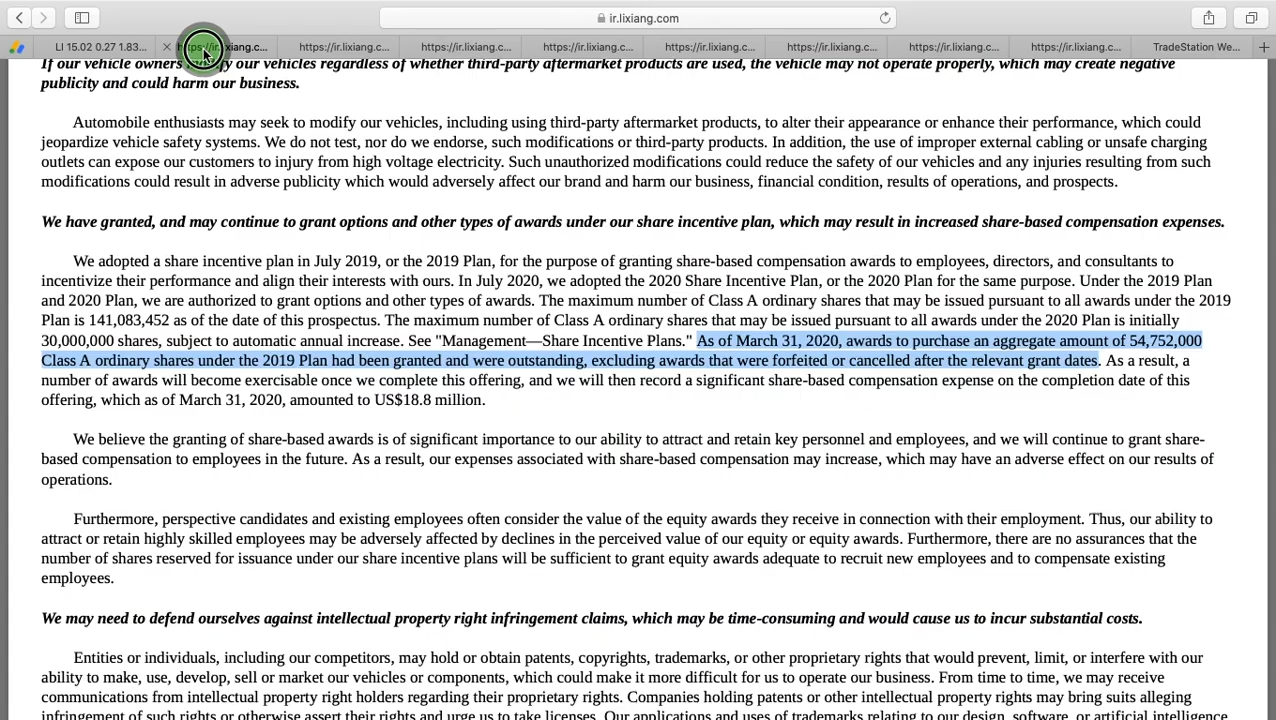 ir.lixiang.com
LI 15.02 0.27 1.83...
https://ir.lixiang.c...
https://ir.lixiang.c...
https://ir.lixiang.c...
https://ir.lixiang.c...
https://ir.lixiang.c...
https://ir.lixiang.c...
https://ir.lixiang.c...
https://ir.lixiang.c...
TradeStation We...
If our vehicle owners modify our vehicles regardless of whether third-party aftermarket products are used, the vehicle may not operate properly, which may create negative
publicity and could harm our business.
Automobile enthusiasts may seek to modify our vehicles, including using third-party aftermarket products, to alter their appearance or enhance their performance, which could
jeopardize vehicle safety systems. We do not test, nor do we endorse, such modifications or third-party products. In addition, the use of improper external cabling or unsafe charging
outlets can expose our customers to injury from high voltage electricity. Such unauthorized modifications could reduce the safety of our vehicles and any injuries resulting from such
modifications could result in adverse publicity which would adversely affect our brand and harm our business, financial condition, results of operations, and prospects.
We have granted, and may continue to grant options and other types of awards under our share incentive plan, which may result in increased share-based compensation expenses.
We adopted a share incentive plan in July 2019, or the 2019 Plan, for the purpose of granting share-based compensation awards to employees, directors, and consultants to
incentivize their performance and align their interests with ours. In July 2020, we adopted the 2020 Share Incentive Plan, or the 2020 Plan for the same purpose. Under the 2019 Plan
and 2020 Plan, we are authorized to grant options and other types of awards. The maximum number of Class A ordinary shares that may be issued pursuant to all awards under the 2019
Plan is 141,083,452 as of the date of this prospectus. The maximum number of Class A ordinary shares that may be issued pursuant to all awards under the 2020 Plan is initially
30,000,000 shares, subject to automatic annual increase. See "Management—Share Incentive Plans." As of March 31, 2020, awards to purchase an aggregate amount of 54,752,000
Class A ordinary shares under the 2019 Plan had been granted and were outstanding, excluding awards that were forfeited or cancelled after the relevant grant dates. As a result, a
number of awards will become exercisable once we complete this offering, and we will then record a significant share-based compensation expense on the completion date of this
offering, which as of March 31, 2020, amounted to US$18.8 million.
We believe the granting of share-based awards is of significant importance to our ability to attract and retain key personnel and employees, and we will continue to grant share-
based compensation to employees in the future. As a result, our expenses associated with share-based compensation may increase, which may have an adverse effect on our results of
operations.
Furthermore, perspective candidates and existing employees often consider the value of the equity awards they receive in connection with their employment. Thus, our ability to
attract or retain highly skilled employees may be adversely affected by declines in the perceived value of our equity or equity awards. Furthermore, there are no assurances that the
number of shares reserved for issuance under our share incentive plans will be sufficient to grant equity awards adequate to recruit new employees and to compensate existing
employees.
We may need to defend ourselves against intellectual property right infringement claims, which may be time-consuming and would cause us to incur substantial costs.
Entities or individuals, including our competitors, may hold or obtain patents, copyrights, trademarks, or other proprietary rights that would prevent, limit, or interfere with our
ability to make, use, develop, sell or market our vehicles or components, which could make it more difficult for us to operate our business. From time to time, we may receive
communications from intellectual property right holders regarding their proprietary rights. Companies holding patents or other intellectual property rights may bring suits alleging
infringement of such rights or otherwise assert their rights and urge us to take licenses. Our applications and uses of trademarks relating to our design, software, or artificial intelligence